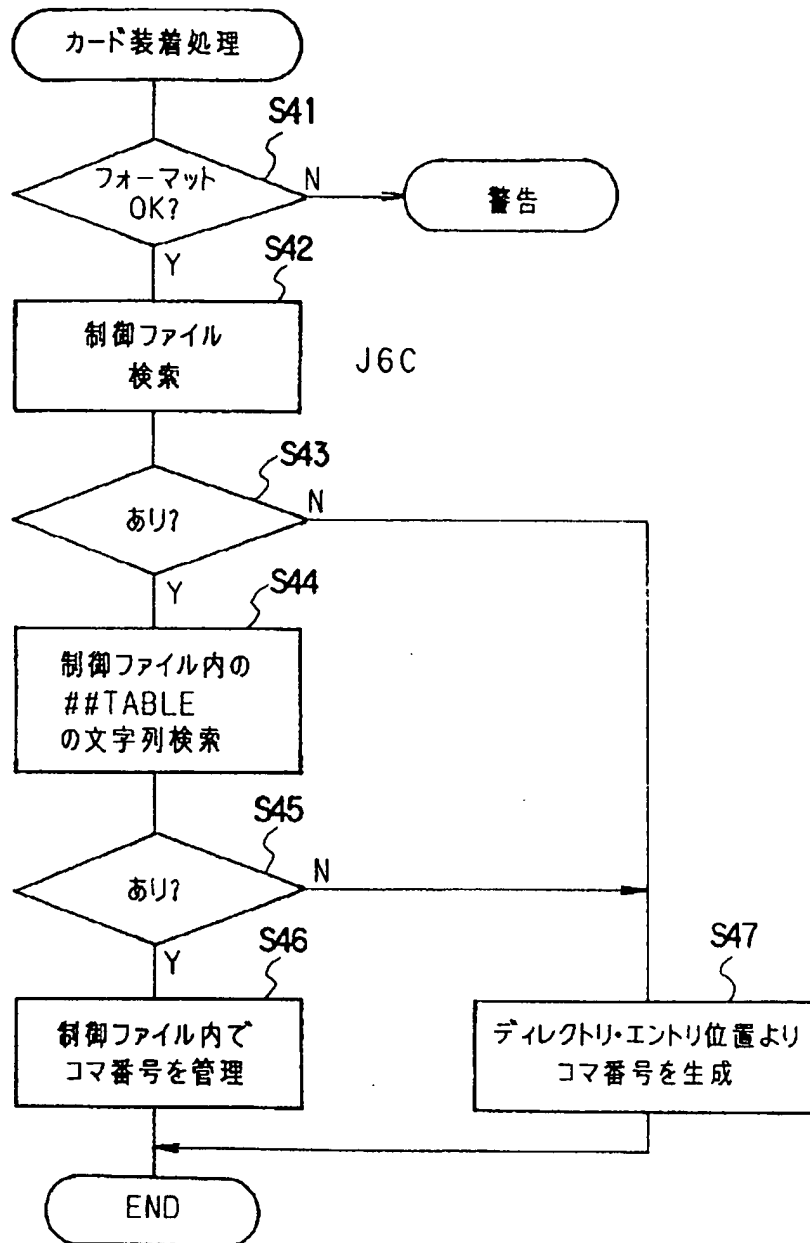 カード装着処理
S41
フォーマット
OK?
N
警告
Y
S42
制御ファイル
検索
J6C
S43
あり?
N
Y
S44
制御ファイル内の
##TABLE
の文字列検索
S45
あり?
N
Y
S46
制御ファイル内で
コマ番号を管理
S47
ディレクトリ・エントリ位置より
コマ番号を生成
END